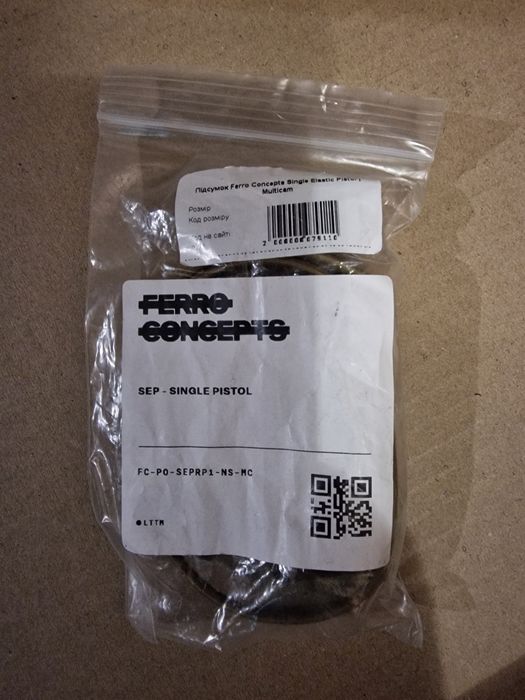 Підсумок Ferro Concepts Single Elastic Pistol
Multicam
Розмір
Код розміру
на сайті
FERRO
CONCEPTS
SEP - SINGLE PISTOL
FC-PO-SEPRP1-NS-MC
LTTM